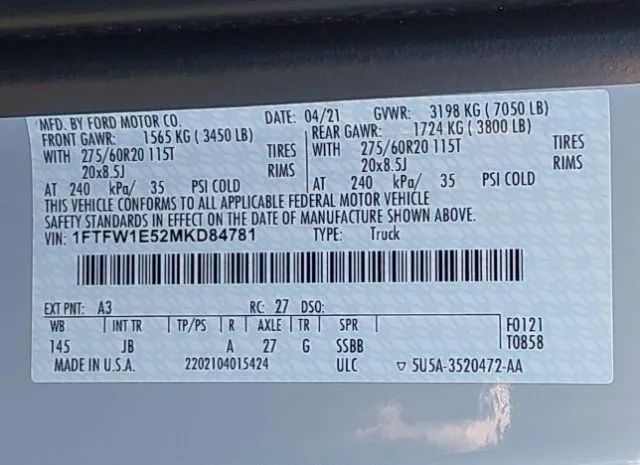 MFD. BY FORD MOTOR CO. DATE: 04/21 GVWR: 3198 KG ( 7050 LB)
FRONT GAWR: 1565 KG ( 3450 LB) REAR GAWR: 1724 KG ( 3800 LB)
WITH 275/60R20 115T TIRES WITH 275/60R20 115T TIRES
20x8.5J RIMS 20x8.5J RIMS
AT 240 kPa/ 35 PSI COLD AT 240 kPa/ 35 PSI COLD
THIS VEHICLE CONFORMS TO ALL APPLICABLE FEDERAL MOTOR VEHICLE
SAFETY STANDARDS IN EFFECT ON THE DATE OF MANUFACTURE SHOWN ABOVE.
VIN: 1FTFW1E52MKD84781 TYPE: Truck
EXT PNT: A3 RC: 27 DSO:
WB INT TR TP/PS R AXLE TR SPR F0121
145 JB A 27 G SSBB T0858
MADE IN U.S.A. 2202104015424 ULC ▽ 5U5A-3520472-AA